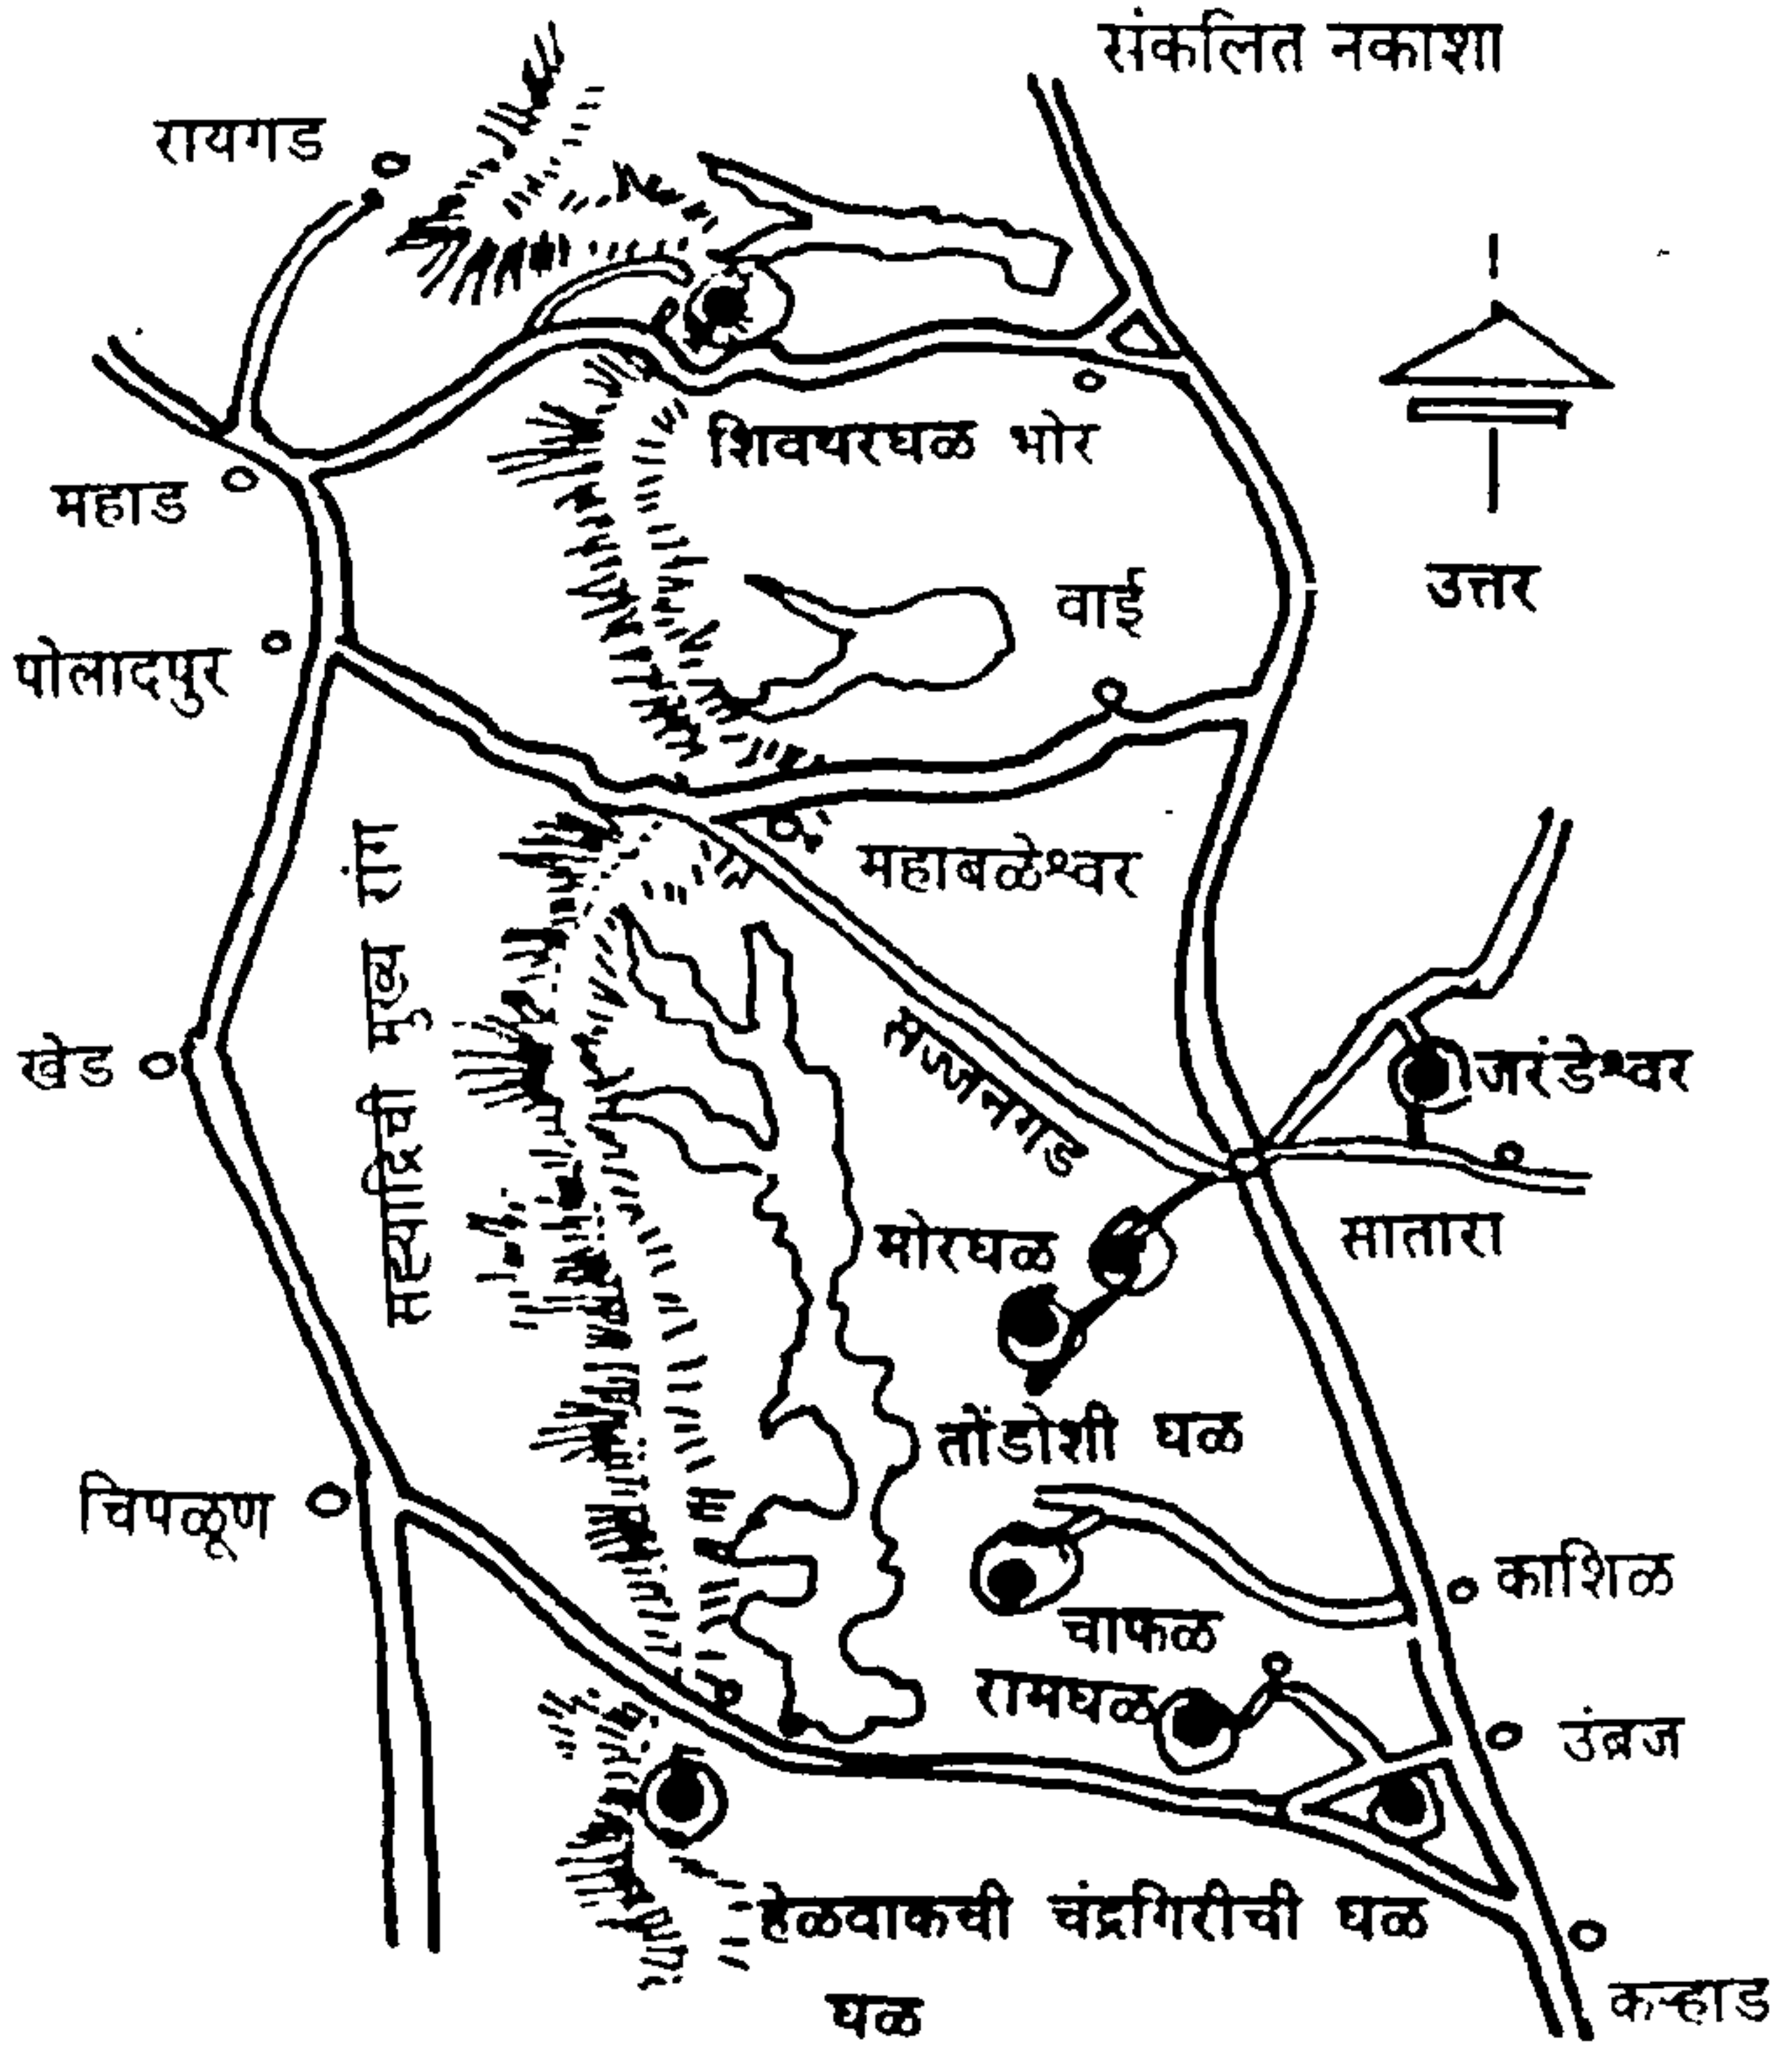 संकलित नकाशा
रायगड
शिवथरघळ भोर
महाड
वाई
उत्तर
पोलादपुर
महाबळेश्वर
सह्याद्रिची मुख्य रांग
सज्जनगड
खेड
जरंडेश्वर
मोरघळ
सातारा
तोंडोशी घळ
चिपळूण
काशिळ
चाफळ
रामघळ
उंब्रज
हेळवाकची चंद्रगिरीची घळ
घळ
कऱ्हाड